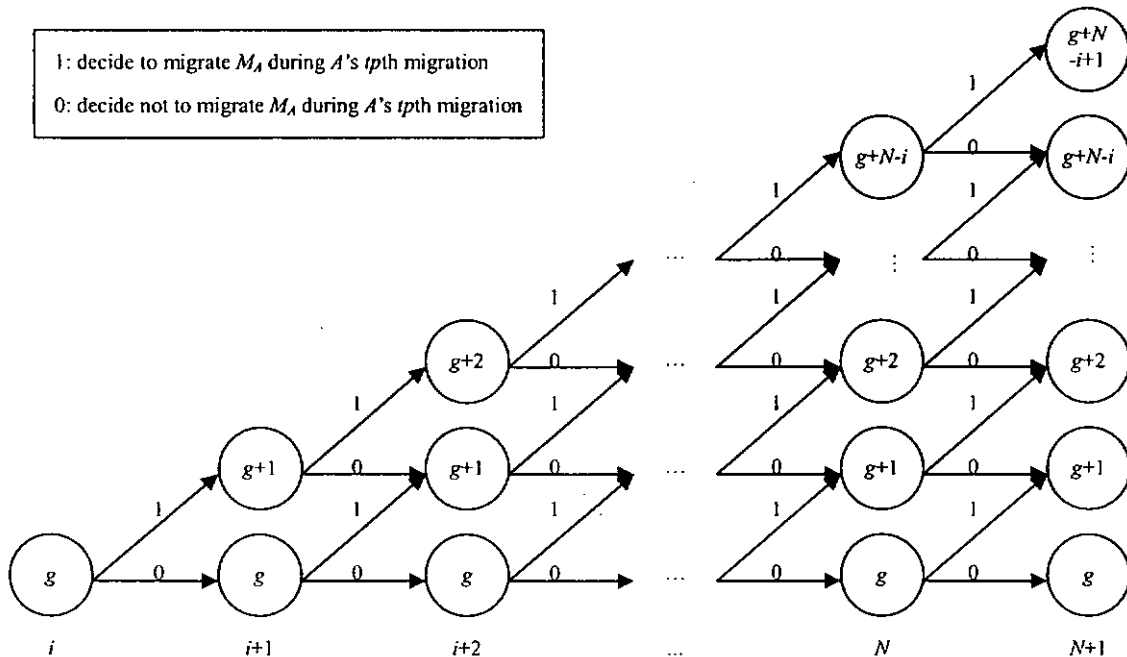 1: decide to migrate M_A during A's tpth migration
0: decide not to migrate M_A during A's tpth migration
g+N
-i+1
1
g+N-i
0
g+N-i
1
1
...
0
⋮
0
⋮
1
1
1
g+2
0
...
0
g+2
0
g+2
1
1
1
1
g+1
0
g+1
0
...
0
g+1
0
g+1
1
1
1
1
1
g
0
g
0
g
0
...
0
g
0
g
i
i+1
i+2
...
N
N+1